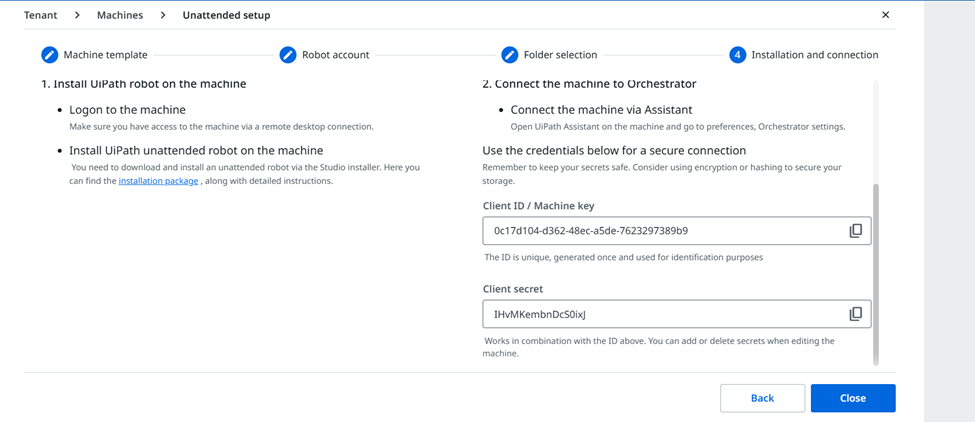 Tenant > Machines > Unattended setup
Machine template
Robot account
Folder selection
4 Installation and connection
1. Install UiPath robot on the machine
• Logon to the machine
Make sure you have access to the machine via a remote desktop connection.
• Install UiPath unattended robot on the machine
You need to download and install an unattended robot via the Studio installer. Here you
can find the installation package , along with detailed instructions.
2. Connect the machine to Orchestrator
• Connect the machine via Assistant
Open UiPath Assistant on the machine and go to preferences, Orchestrator settings.
Use the credentials below for a secure connection
Remember to keep your secrets safe. Consider using encryption or hashing to secure your
storage.
Client ID / Machine key
0c17d104-d362-48ec-a5de-7623297389b9
The ID is unique, generated once and used for identification purposes
Client secret
IHvMKembnDcS0ixJ
Works in combination with the ID above. You can add or delete secrets when editing the
machine.
Back
Close